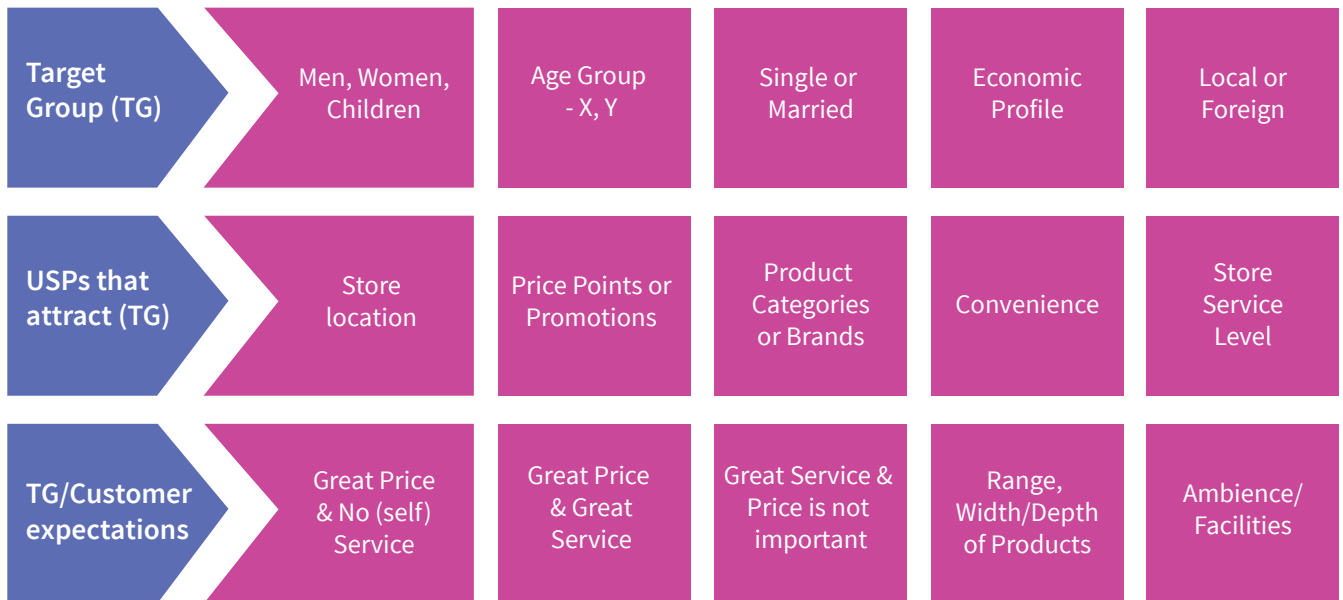 Target
Group (TG)
Men, Women,
Children
Age Group
- X, Y
Single or
Married
Economic
Profile
Local or
Foreign
USPs that
attract (TG)
Store
location
Price Points or
Promotions
Product
Categories
or Brands
Convenience
Store
Service
Level
TG/Customer
expectations
Great Price
& No (self)
Service
Great Price
& Great
Service
Great Service &
Price is not
important
Range,
Width/Depth
of Products
Ambience/
Facilities